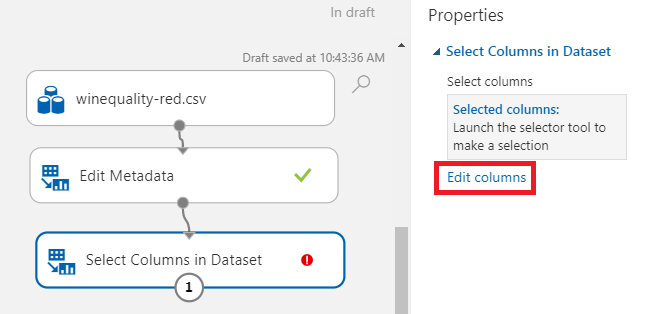 In draft
Draft saved at 10:43:36 AM
winequality-red.csv
Edit Metadata
Select Columns in Dataset
1
Properties
Select Columns in Dataset
Select columns
Selected columns:
Launch the selector tool to
make a selection
Edit columns